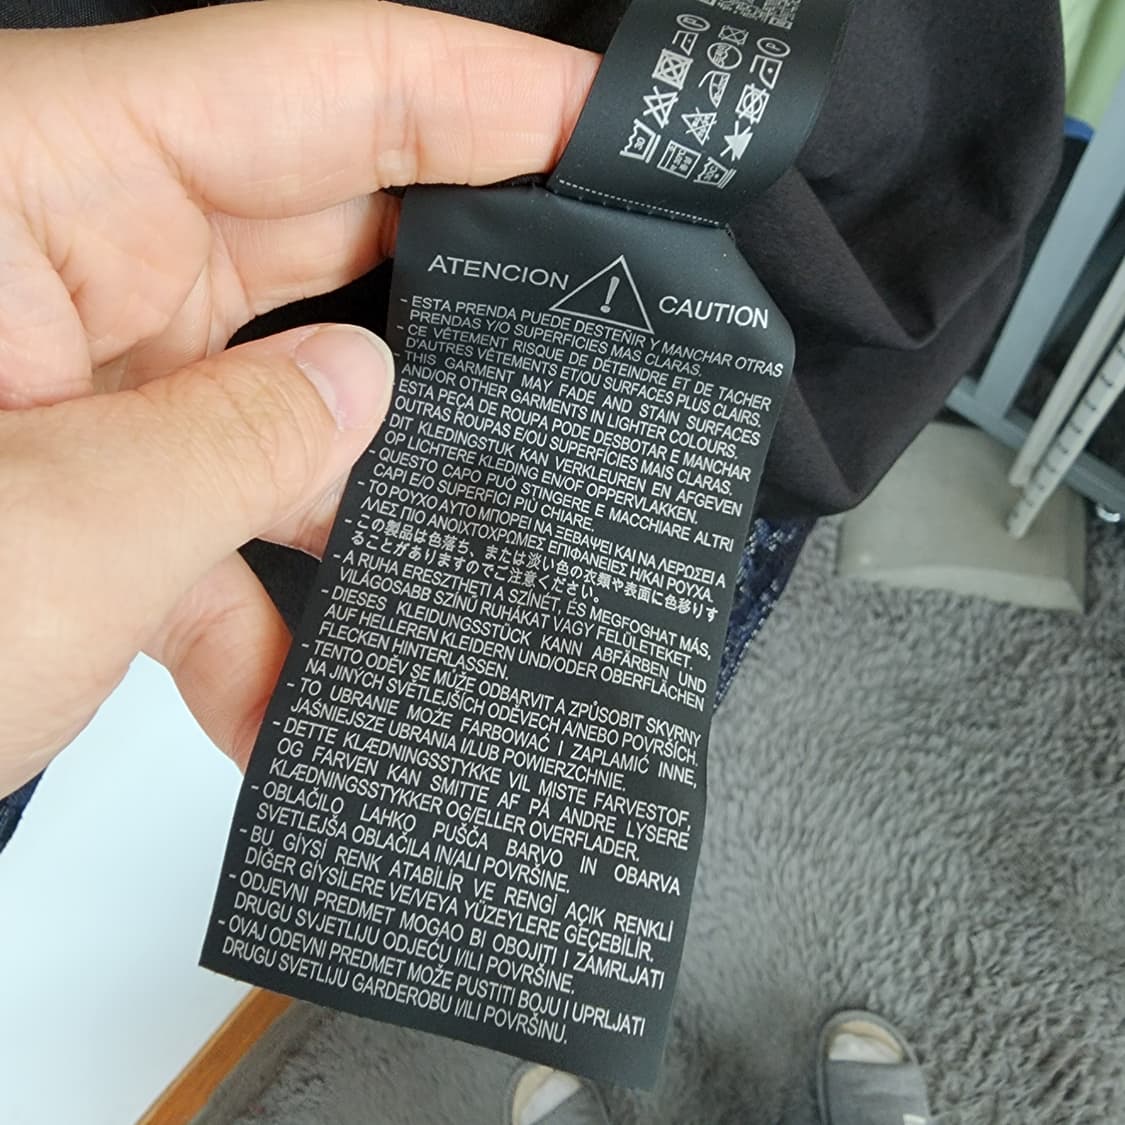 ATENCION
CAUTION
- ESTA PRENDA PUEDE DESTEÑIR Y MANCHAR OTRAS
PRENDAS Y/O SUPERFICIES MAS CLARAS.
- CE VÊTEMENT RISQUE DE DÉTEINDRE ET DE TACHER
D'AUTRES VÊTEMENTS ET/OU SURFACES PLUS CLAIRS.
- THIS GARMENT MAY FADE AND STAIN SURFACES
AND/OR OTHER GARMENTS IN LIGHTER COLOURS.
- ESTA PEÇA DE ROUPA PODE DESBOTAR E MANCHAR
OUTRAS ROUPAS E/OU SUPERFÍCIES MAIS CLARAS.
- DIT KLEDINGSTUK KAN VERKLEUREN EN AFGEVEN
OP LICHTERE KLEDING EN/OF OPPERVLAKKEN.
- QUESTO CAPO PUÒ STINGERE E MACCHIARE ALTRI
CAPI E/O SUPERFICI PIÙ CHIARE.
- ΤΟ ΡΟΥΧΟ ΑΥΤΟ ΜΠΟΡΕΙ ΝΑ ΞΕΒΑΨΕΙ ΚΑΙ ΝΑ ΛΕΡΩΣΕΙ Α
ΛΛΕΣ ΠΙΟ ΑΝΟΙΧΤΟΧΡΩΜΕΣ ΕΠΙΦΑΝΕΙΕΣ Η/ΚΑΙ ΡΟΥΧΑ.
- この製品は色落ち、または淡い色の衣類や表面に色移りす
ることがありますのでご注意ください。
- A RUHA ERESZTHETI A SZÍNÉT, ÉS MEGFOGHAT MÁS,
VILÁGOSABB SZÍNŰ RUHÁKAT VAGY FELÜLETEKET.
- DIESES KLEIDUNGSSTÜCK KANN ABFÄRBEN UND
AUF HELLEREN KLEIDERN UND/ODER OBERFLÄCHEN
FLECKEN HINTERLASSEN.
- TENTO ODĚV SE MŮŽE ODBARVIT A ZPŮSOBIT SKVRNY
NA JINÝCH SVĚTLEJŠÍCH ODĚVECH A/NEBO POVRŠÍCH.
- TO UBRANIE MOŻE FARBOWAĆ I ZAPLAMIĆ INNE,
JAŚNIEJSZE UBRANIA I/LUB POWIERZCHNIE.
- DETTE KLÆDNINGSSTYKKE VIL MISTE FARVESTOF,
OG FARVEN KAN SMITTE AF PÅ ANDRE LYSERE
KLÆDNINGSSTYKKER OG/ELLER OVERFLADER.
- OBLAČILO LAHKO PUŠČA BARVO IN OBARVA
SVETLEJŠA OBLAČILA IN/ALI POVRŠINE.
- BU GİYSİ RENK ATABİLİR VE RENGİ AÇIK RENKLİ
DİĞER GİYSİLERE VE/VEYA YÜZEYLERE GEÇEBİLİR.
- ODJEVNI PREDMET MOGAO BI OBOJITI I ZAMRLJATI
DRUGU SVJETLIJU ODJEĆU I/ILI POVRŠINE.
- OVAJ ODEVNI PREDMET MOŽE PUSTITI BOJU I UPRLJATI
DRUGU SVETLIJU GARDEROBU I/ILI POVRŠINU.